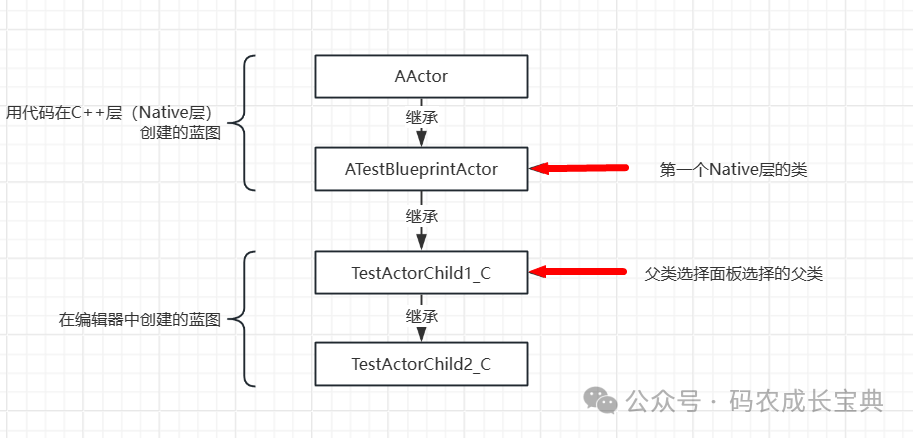 AActor
用代码在C++层（Native层）
创建的蓝图
继承
ATestBlueprintActor
第一个Native层的类
继承
TestActorChild1_C
父类选择面板选择的父类
在编辑器中创建的蓝图
继承
TestActorChild2_C
公众号 · 码农成长宝典